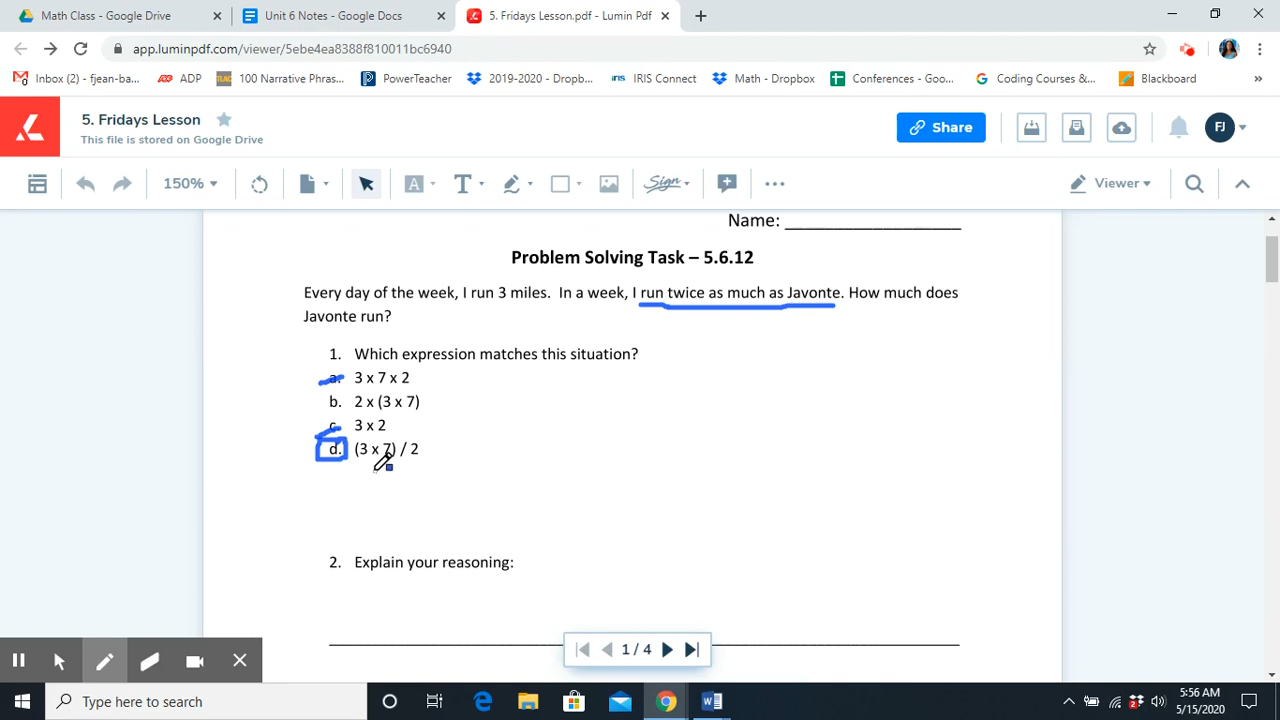 Math Class - Google Drive
Unit 6 Notes - Google Docs
5. Fridays Lesson.pdf - Lumin Pdf
app.luminpdf.com/viewer/5ebe4ea8388f810011bc6940
Inbox (2) - fjean-ba...
ADP
TLAC
100 Narrative Phras...
PowerTeacher
2019-2020 - Dropb...
iris
IRIS Connect
Math - Dropbox
Conferences - Goo...
Coding Courses &...
Blackboard
»
5. Fridays Lesson
This file is stored on Google Drive
Share
FJ
150%
A
T
Sign
Viewer
Name: ___________________
Problem Solving Task – 5.6.12
Every day of the week, I run 3 miles. In a week, I run twice as much as Javonte. How much does
Javonte run?
1. Which expression matches this situation?
a. 3 x 7 x 2
b. 2 x (3 x 7)
c. 3 x 2
d. (3 x 7) / 2
2. Explain your reasoning:
1 / 4
Type here to search
5:56 AM
5/15/2020